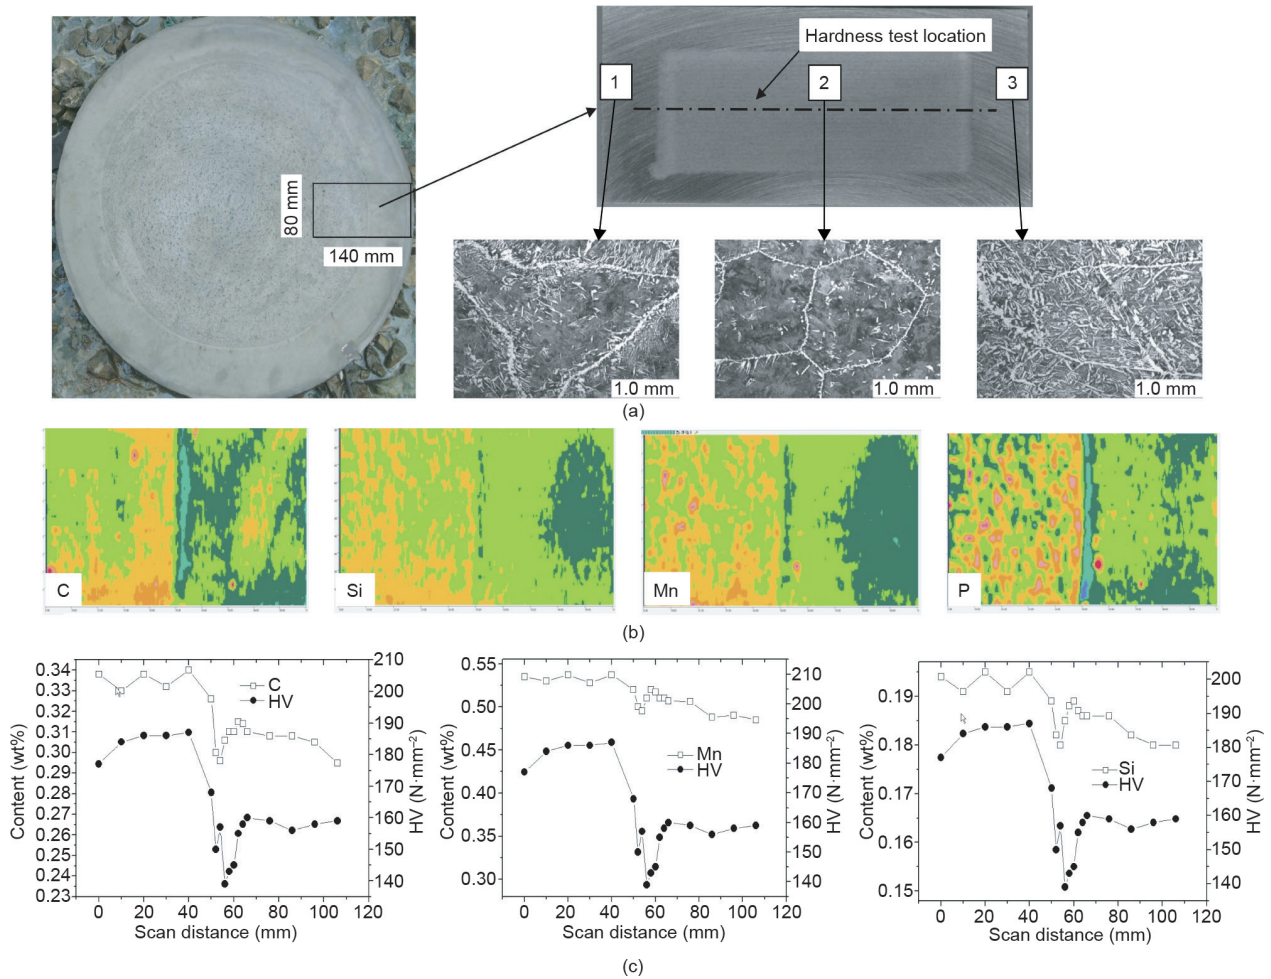 Hardness test location
1
2
3
80 mm
140 mm
1.0 mm
1.0 mm
1.0 mm
(a)
C
Si
Mn
P
(b)
0.34
0.33
0.32
0.31
0.30
0.29
0.28
0.27
0.26
0.25
0.24
0.23
Content (wt%)
C
HV
210
200
190
180
170
160
150
140
HV (N·mm⁻²)
0 20 40 60 80 100 120
Scan distance (mm)
0.55
0.50
0.45
0.40
0.35
0.30
Content (wt%)
Mn
HV
210
200
190
180
170
160
150
140
HV (N·mm⁻²)
0 20 40 60 80 100 120
Scan distance (mm)
0.19
0.18
0.17
0.16
0.15
Content (wt%)
Si
HV
200
190
180
170
160
150
140
HV (N·mm⁻²)
0 20 40 60 80 100 120
Scan distance (mm)
(c)